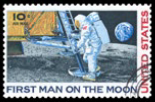 10¢
FIRST MAN ON THE MOON
UNITED STATES